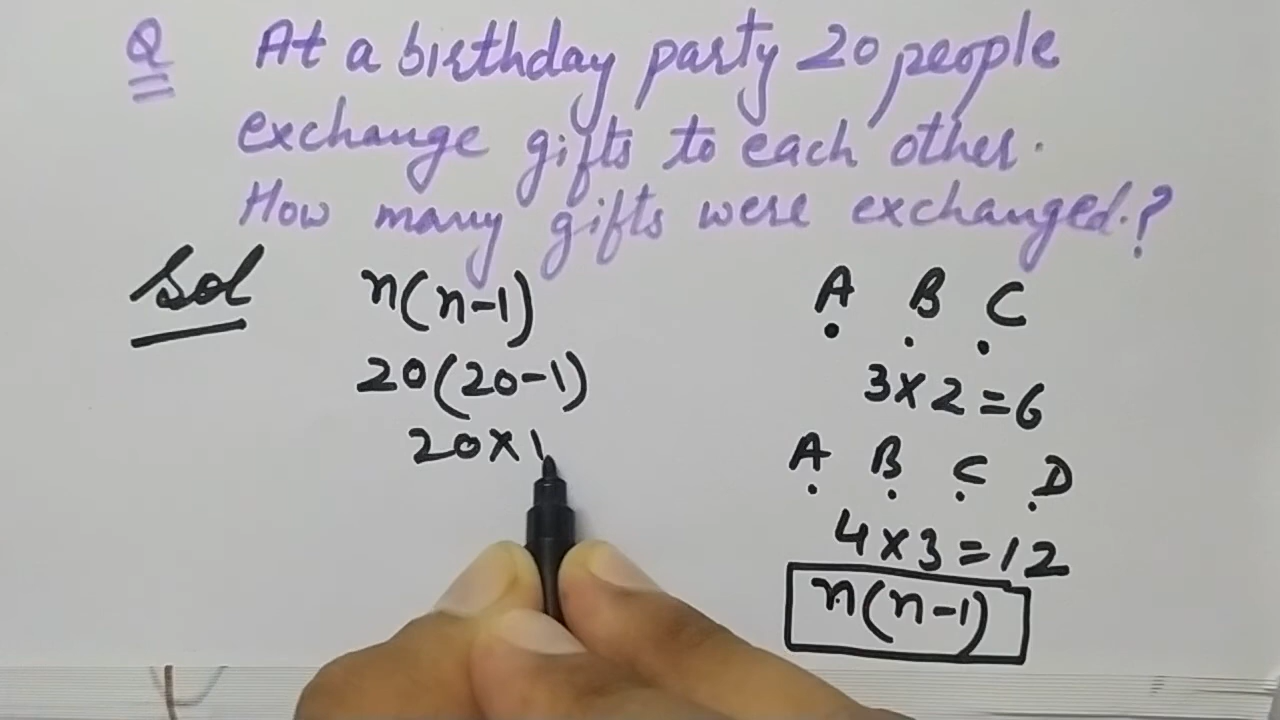 Q At a birthday party 20 people
exchange gifts to each other.
How many gifts were exchanged.?
Sol
n(n-1)
20(20-1)
20×1
A B C
3×2=6
A B C D
4×3=12
n(n-1)